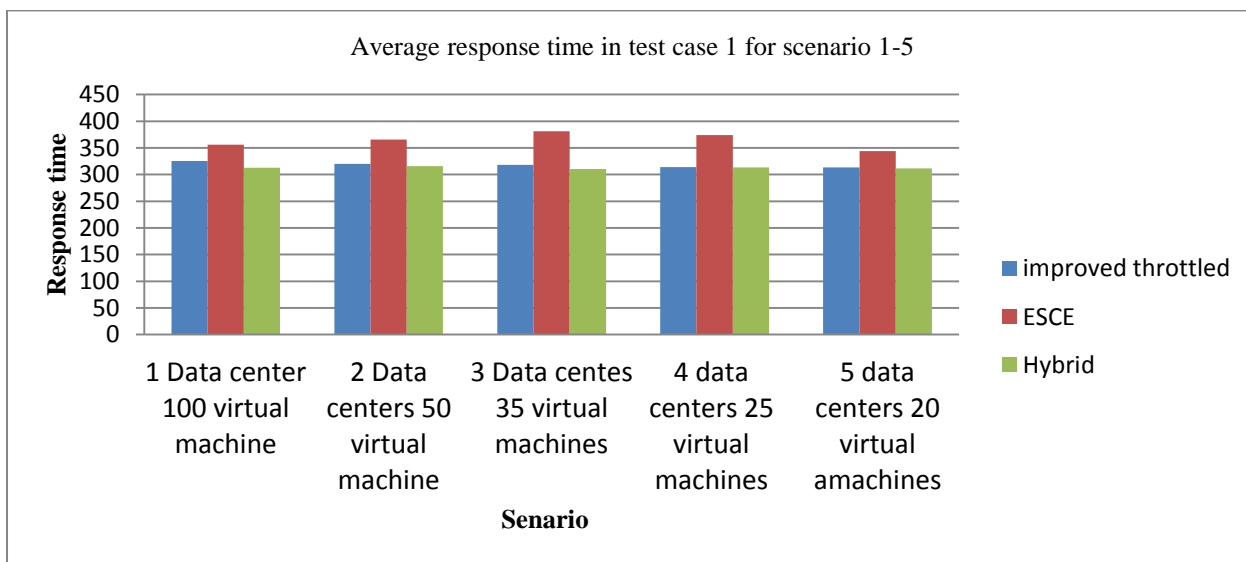 Average response time in test case 1 for scenario 1-5
Response time
450
400
350
300
250
200
150
100
50
0
1 Data center
100 virtual
machine
2 Data
centers 50
virtual
machine
3 Data centes
35 virtual
machines
4 data
centers 25
virtual
machines
5 data
centers 20
virtual
amachines
Senario
improved throttled
ESCE
Hybrid